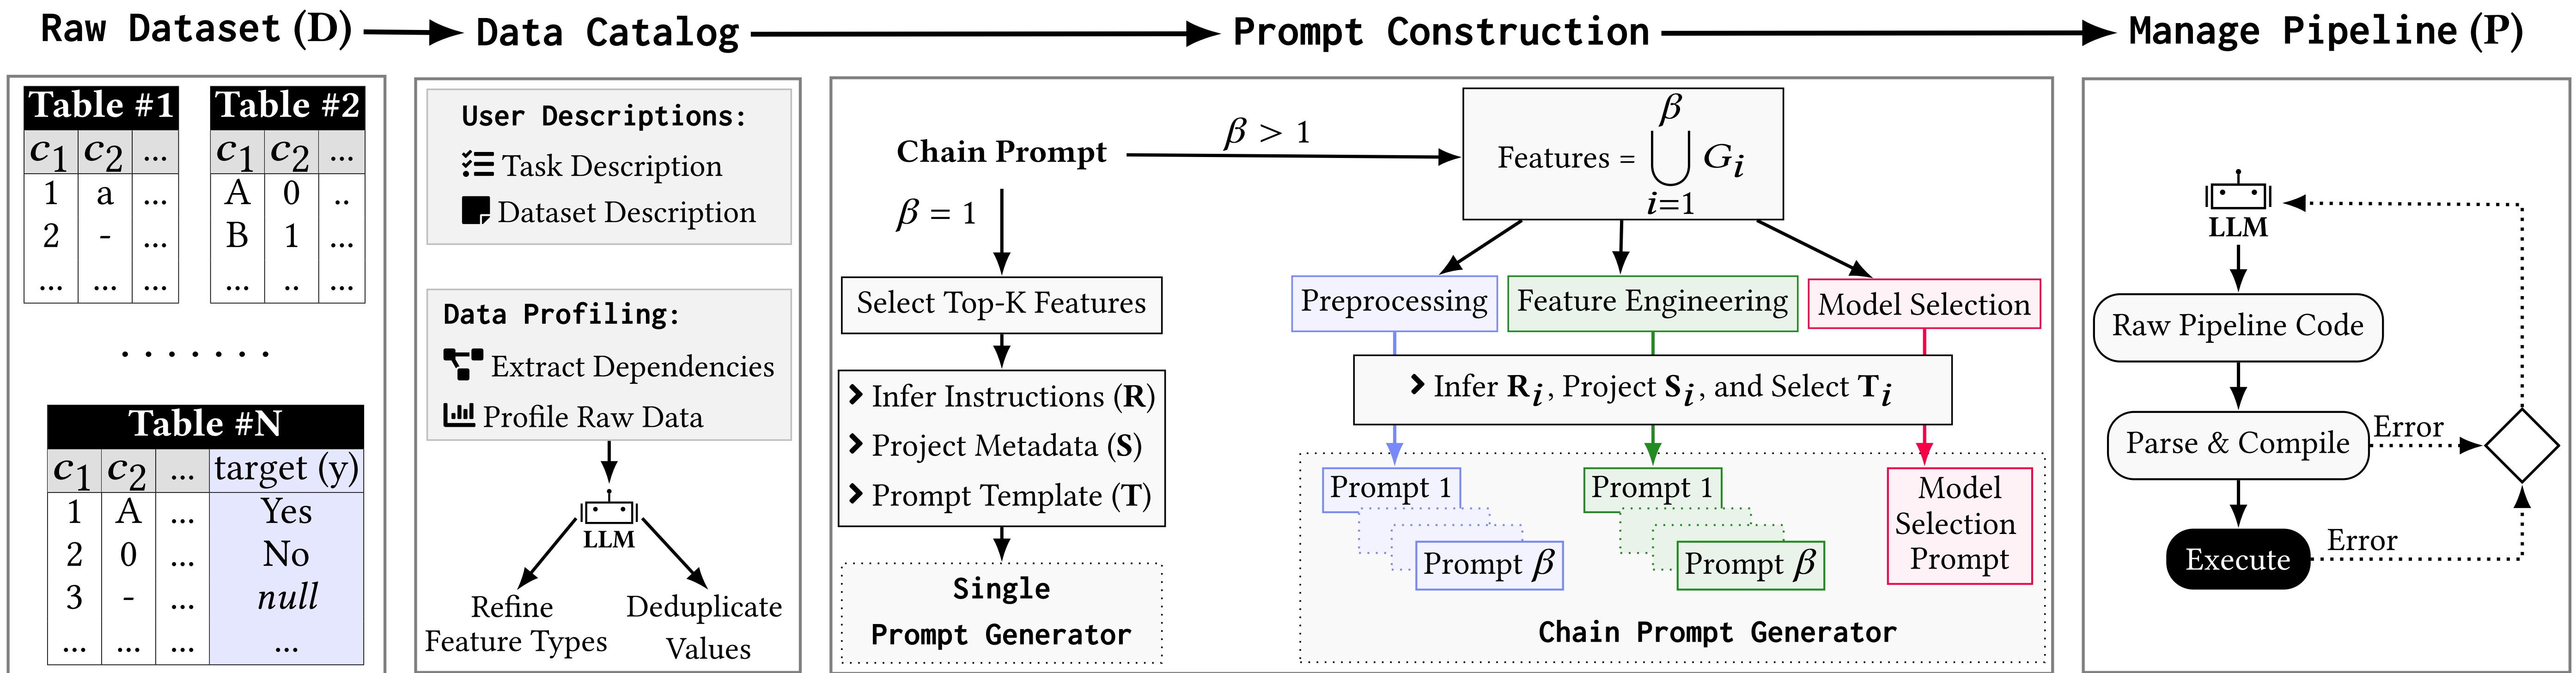 Raw Dataset (D)
Data Catalog
Prompt Construction
Manage Pipeline (P)
Table #1
c1 c2 ...
1 a ...
2 - ...
... ... ...
Table #2
c1 c2 ...
A 0 ..
B 1 ...
... .. ...
. . . . . . .
Table #N
c1 c2 ... target (y)
1 A ... Yes
2 0 ... No
3 - ... null
... ... ... ...
User Descriptions:
Task Description
Dataset Description
Data Profiling:
Extract Dependencies
Profile Raw Data
LLM
Refine
Feature Types
Deduplicate
Values
Chain Prompt
β > 1
β = 1
Select Top-K Features
Infer Instructions (R)
Project Metadata (S)
Prompt Template (T)
Single
Prompt Generator
β
Features = ⋃ Gi
i=1
Preprocessing
Feature Engineering
Model Selection
Infer Ri, Project Si, and Select Ti
Prompt 1
Prompt β
Prompt 1
Prompt β
Model
Selection
Prompt
Chain Prompt Generator
LLM
Raw Pipeline Code
Parse & Compile
Error
Execute
Error